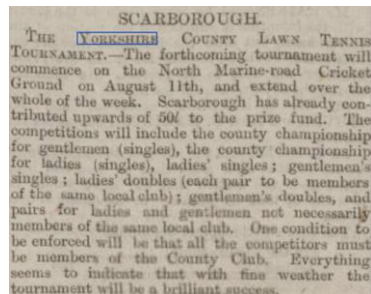 SCARBOROUGH.
THE YORKSHIRE COUNTY LAWN TENNIS
TOURNAMENT.—The forthcoming tournament will
commence on the North Marine-road Cricket
Ground on August 11th, and extend over the
whole of the week. Scarborough has already con-
tributed upwards of 50l to the prize fund. The
competitions will include the county championship
for gentlemen (singles), the county championship
for ladies (singles), ladies' singles; gentlemen's
singles; ladies' doubles (each pair to be members
of the same local club); gentlemen's doubles, and
pairs for ladies and gentlemen not necessarily
members of the same local club. One condition to
be enforced will be that all the competitors must
be members of the County Club. Everything
seems to indicate that with fine weather the
tournament will be a brilliant success.